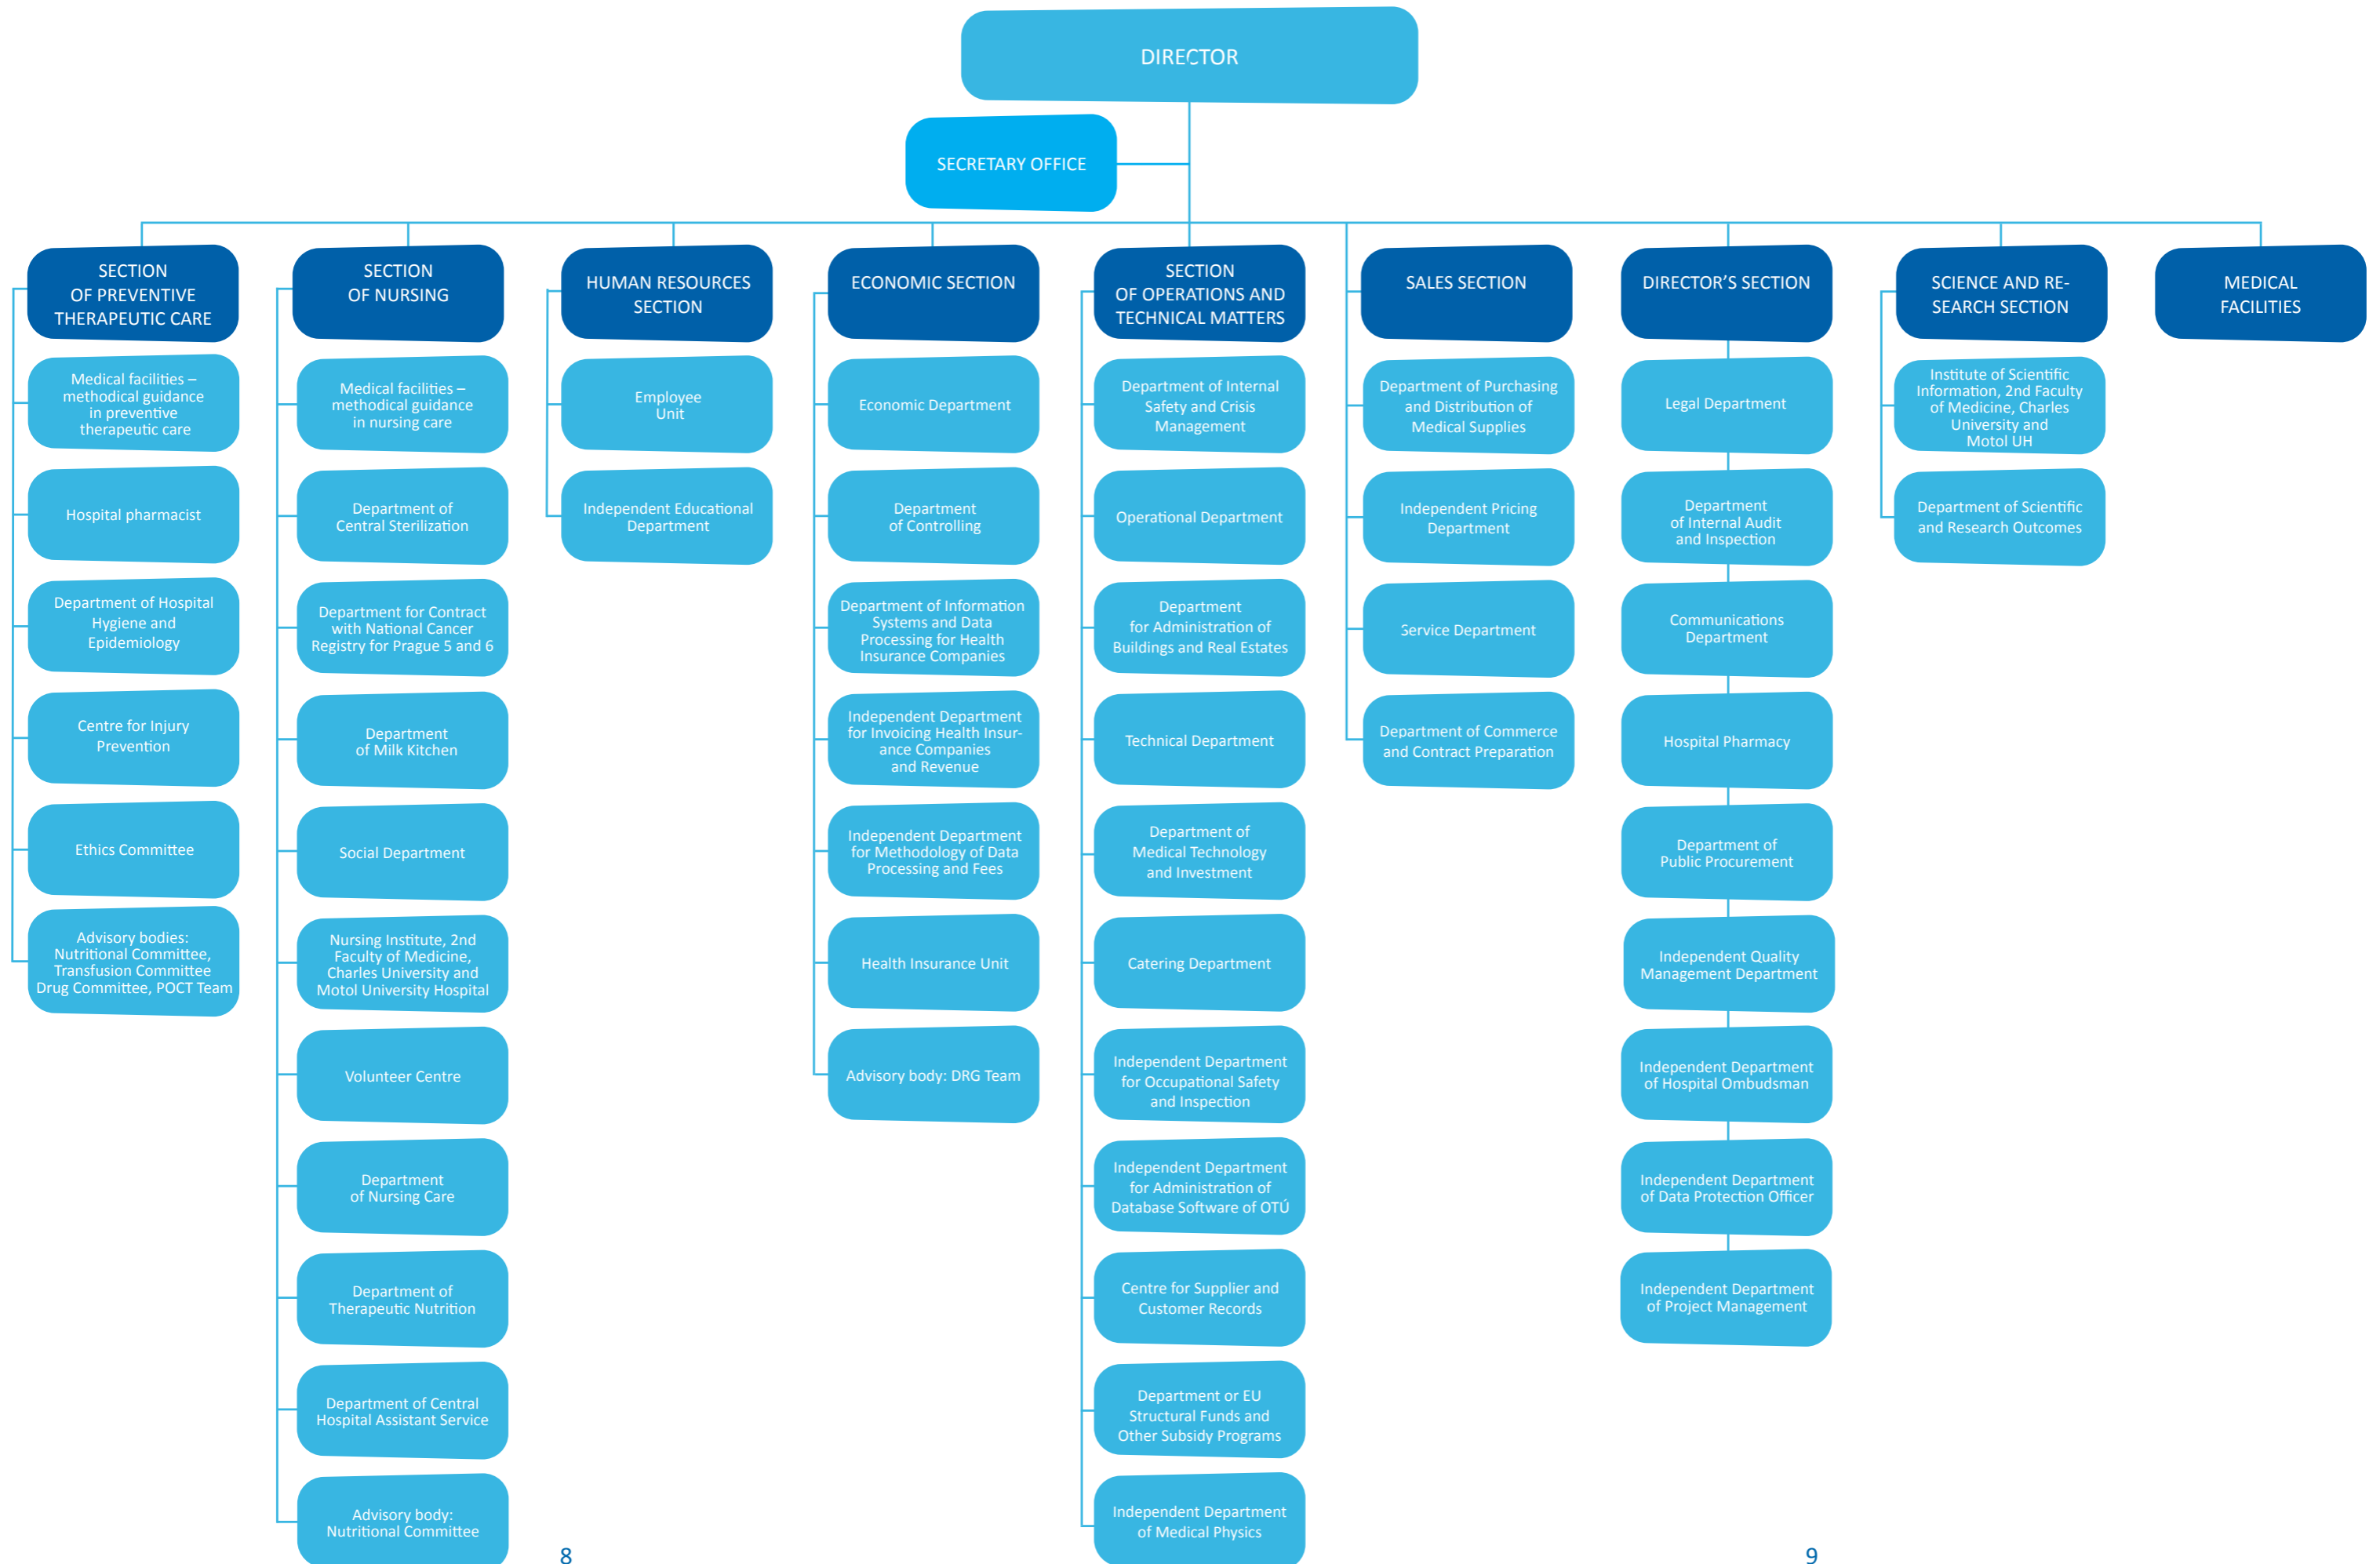 DIRECTOR
SECRETARY OFFICE
SECTION
OF PREVENTIVE
THERAPEUTIC CARE
Medical facilities –
methodical guidance
in preventive
therapeutic care
Hospital pharmacist
Department of Hospital
Hygiene and
Epidemiology
Centre for Injury
Prevention
Ethics Committee
Advisory bodies:
Nutritional Committee,
Transfusion Committee
Drug Committee, POCT Team
SECTION
OF NURSING
Medical facilities –
methodical guidance
in nursing care
Department of
Central Sterilization
Department for Contract
with National Cancer
Registry for Prague 5 and 6
Department
of Milk Kitchen
Social Department
Nursing Institute, 2nd
Faculty of Medicine,
Charles University and
Motol University Hospital
Volunteer Centre
Department
of Nursing Care
Department of
Therapeutic Nutrition
Department of Central
Hospital Assistant Service
Advisory body:
Nutritional Committee
HUMAN RESOURCES
SECTION
Employee
Unit
Independent Educational
Department
ECONOMIC SECTION
Economic Department
Department
of Controlling
Department of Information
Systems and Data
Processing for Health
Insurance Companies
Independent Department
for Invoicing Health Insur-
ance Companies
and Revenue
Independent Department
for Methodology of Data
Processing and Fees
Health Insurance Unit
Advisory body: DRG Team
SECTION
OF OPERATIONS AND
TECHNICAL MATTERS
Department of Internal
Safety and Crisis
Management
Operational Department
Department
for Administration of
Buildings and Real Estates
Technical Department
Department of
Medical Technology
and Investment
Catering Department
Independent Department
for Occupational Safety
and Inspection
Independent Department
for Administration of
Database Software of OTÚ
Centre for Supplier and
Customer Records
Department or EU
Structural Funds and
Other Subsidy Programs
Independent Department
of Medical Physics
SALES SECTION
Department of Purchasing
and Distribution of
Medical Supplies
Independent Pricing
Department
Service Department
Department of Commerce
and Contract Preparation
DIRECTOR'S SECTION
Legal Department
Department
of Internal Audit
and Inspection
Communications
Department
Hospital Pharmacy
Department of
Public Procurement
Independent Quality
Management Department
Independent Department
of Hospital Ombudsman
Independent Department
of Data Protection Officer
Independent Department
of Project Management
SCIENCE AND RE-
SEARCH SECTION
Institute of Scientific
Information, 2nd Faculty
of Medicine, Charles
University and
Motol UH
Department of Scientific
and Research Outcomes
MEDICAL
FACILITIES
8
9